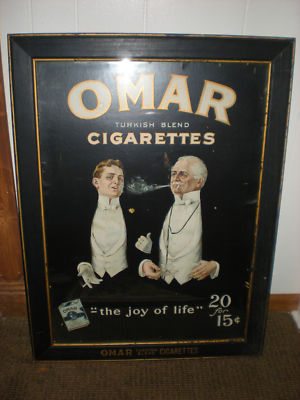 OMAR
TURKISH BLEND
CIGARETTES
"the joy of life"
20
for
15¢
OMAR CIGARETTES